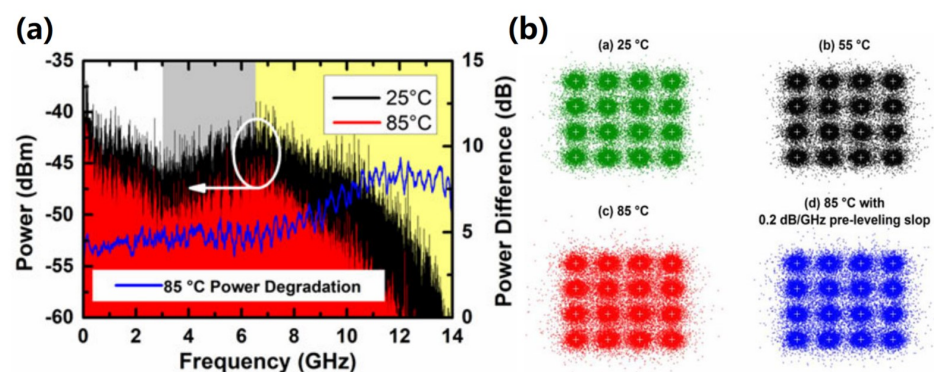 (a)
Power (dBm)
-35
-40
-45
-50
-55
-60
25°C
85°C
85 °C Power Degradation
0
2
4
6
8
10
12
14
Frequency (GHz)
15
10
5
0
Power Difference (dB)
(b)
(a) 25 °C
(b) 55 °C
(c) 85 °C
(d) 85 °C with
0.2 dB/GHz pre-leveling slop